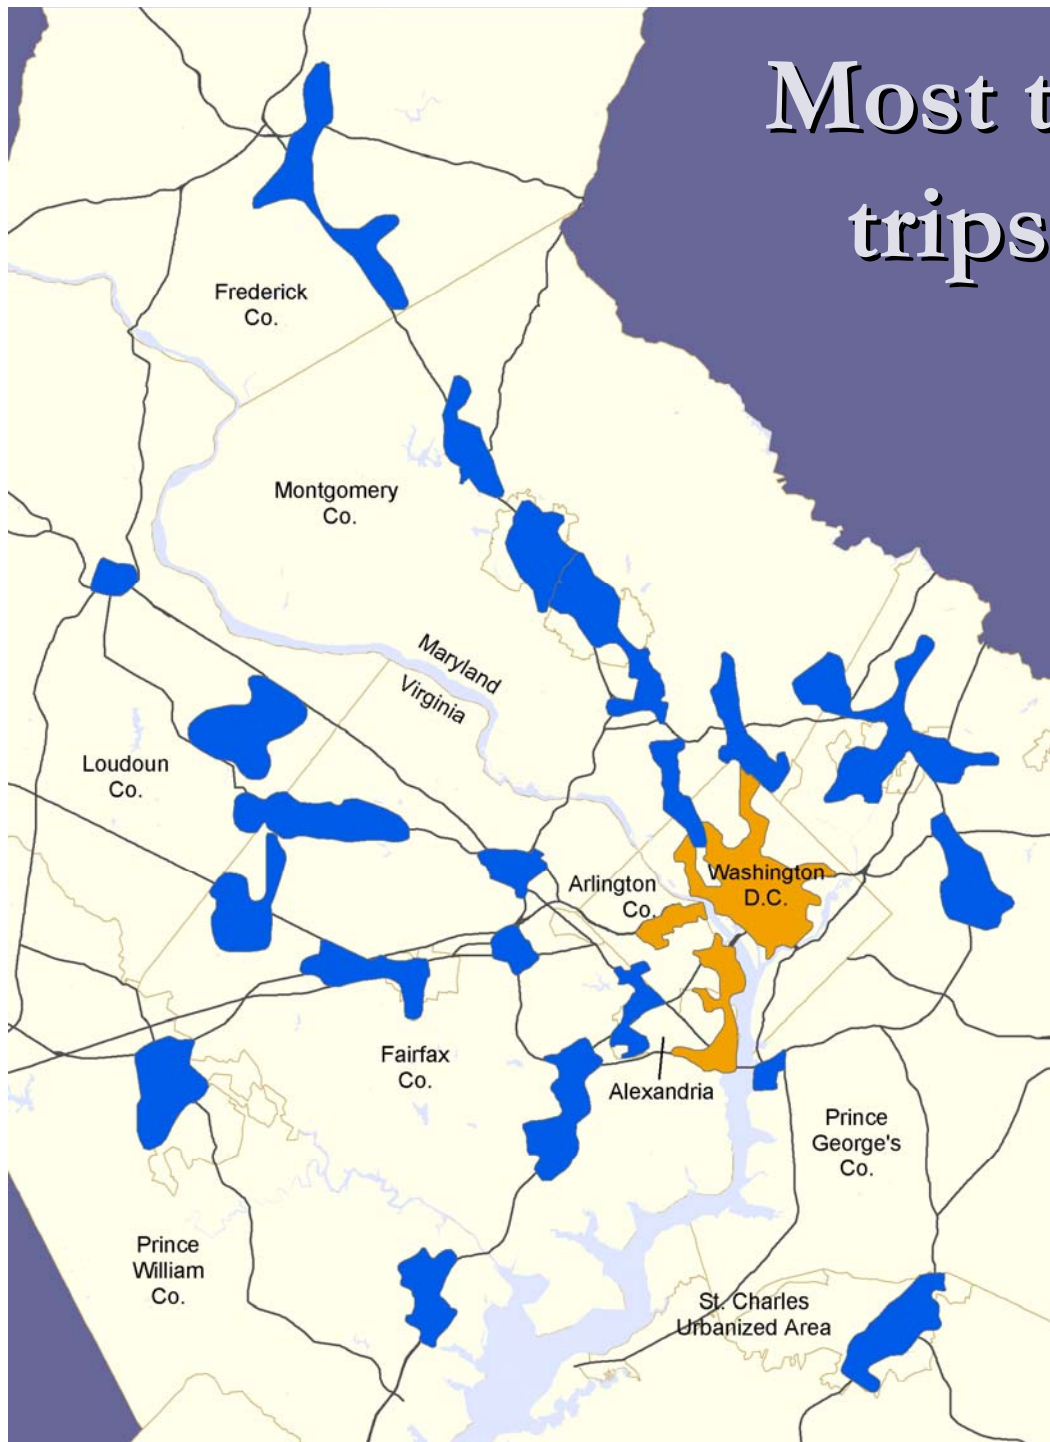 Most t
trips
Frederick
Co.
Montgomery
Co.
Maryland
Virginia
Loudoun
Co.
Arlington
Co.
Washington
D.C.
Fairfax
Co.
Alexandria
Prince
George's
Co.
Prince
William
Co.
St. Charles
Urbanized Area